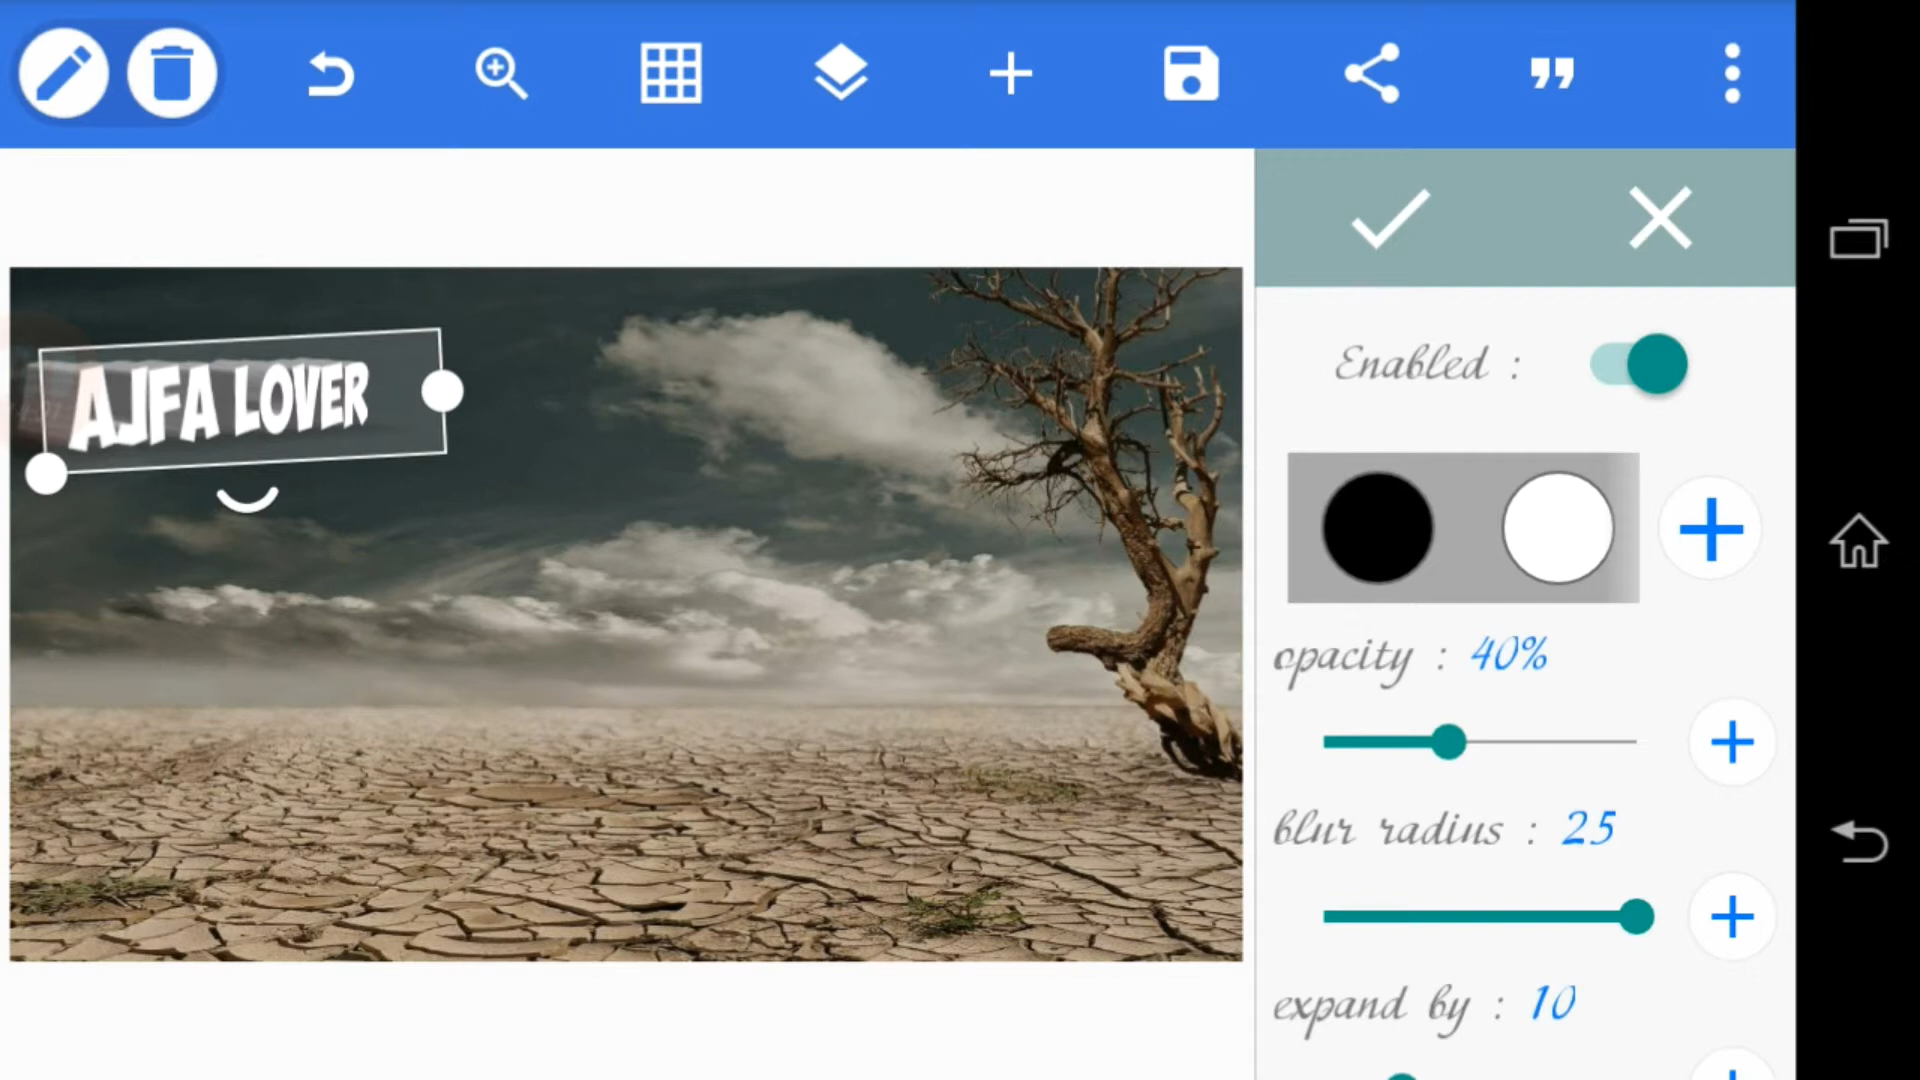 AJFA LOVER
Enabled :
opacity : 40%
blur radius : 25
expand by : 10